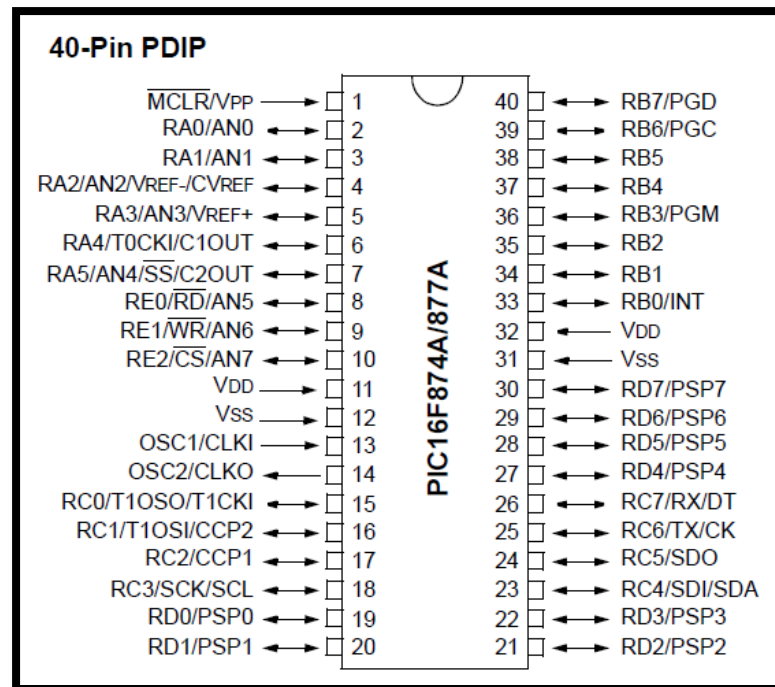 40-Pin PDIP
MCLR/VPP 1 40 RB7/PGD
RA0/AN0 2 39 RB6/PGC
RA1/AN1 3 38 RB5
RA2/AN2/VREF-/CVREF 4 37 RB4
RA3/AN3/VREF+ 5 36 RB3/PGM
RA4/T0CKI/C1OUT 6 35 RB2
RA5/AN4/SS/C2OUT 7 34 RB1
RE0/RD/AN5 8 33 RB0/INT
RE1/WR/AN6 9 32 VDD
RE2/CS/AN7 10 31 VSS
VDD 11 30 RD7/PSP7
VSS 12 29 RD6/PSP6
OSC1/CLKI 13 28 RD5/PSP5
OSC2/CLKO 14 27 RD4/PSP4
RC0/T1OSO/T1CKI 15 26 RC7/RX/DT
RC1/T1OSI/CCP2 16 25 RC6/TX/CK
RC2/CCP1 17 24 RC5/SDO
RC3/SCK/SCL 18 23 RC4/SDI/SDA
RD0/PSP0 19 22 RD3/PSP3
RD1/PSP1 20 21 RD2/PSP2
PIC16F874A/877A